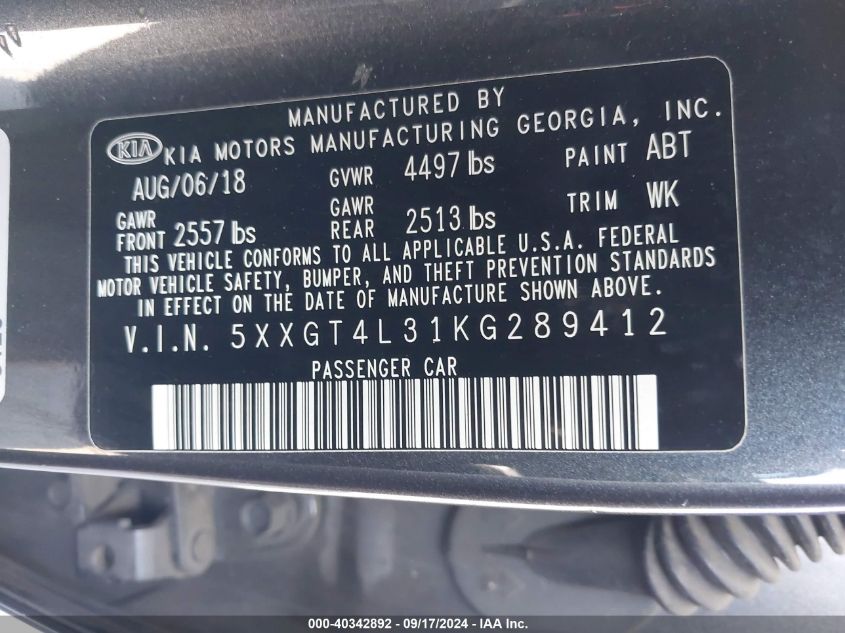 MANUFACTURED BY
KIA KIA MOTORS MANUFACTURING GEORGIA, INC.
AUG/06/18 GVWR 4497 lbs PAINT ABT
GAWR FRONT 2557 lbs GAWR REAR 2513 lbs TRIM WK
THIS VEHICLE CONFORMS TO ALL APPLICABLE U.S.A. FEDERAL
MOTOR VEHICLE SAFETY, BUMPER, AND THEFT PREVENTION STANDARDS
IN EFFECT ON THE DATE OF MANUFACTURE SHOWN ABOVE.
V.I.N. 5XXGT4L31KG289412
PASSENGER CAR
000-40342892 - 09/17/2024 - IAA Inc.